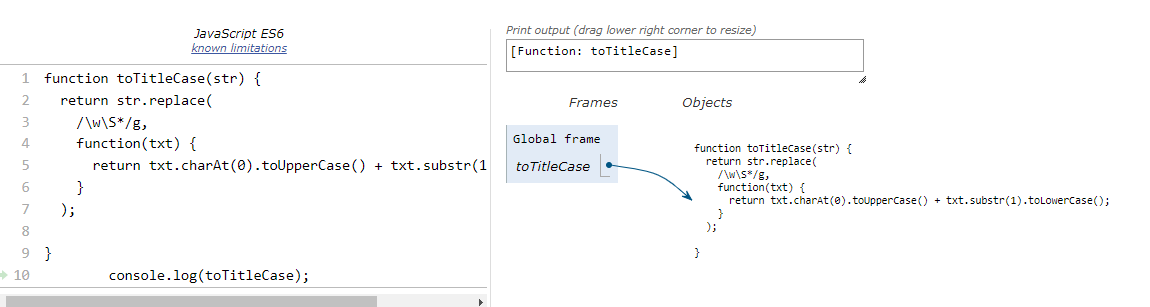 JavaScript ES6
known limitations
1 function toTitleCase(str) {
2 return str.replace(
3 /\w\S*/g,
4 function(txt) {
5 return txt.charAt(0).toUpperCase() + txt.substr(1
6 }
7 );
8
9 }
10 console.log(toTitleCase);
Print output (drag lower right corner to resize)
[Function: toTitleCase]
Frames Objects
Global frame
toTitleCase
function toTitleCase(str) {
return str.replace(
/\w\S*/g,
function(txt) {
return txt.charAt(0).toUpperCase() + txt.substr(1).toLowerCase();
}
);
}